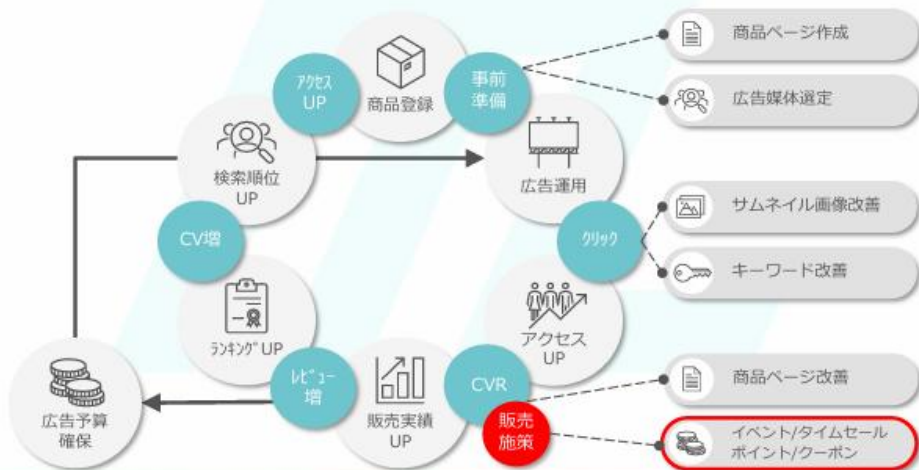 アクセス
UP
商品登録
事前
準備
商品ページ作成
広告媒体選定
検索順位
UP
広告運用
サムネイル画像改善
キーワード改善
CV増
クリック
ランキングUP
アクセス
UP
レビュー
増
販売実績
UP
CVR
販売
施策
商品ページ改善
イベント/タイムセール
ポイント/クーポン
広告予算
確保